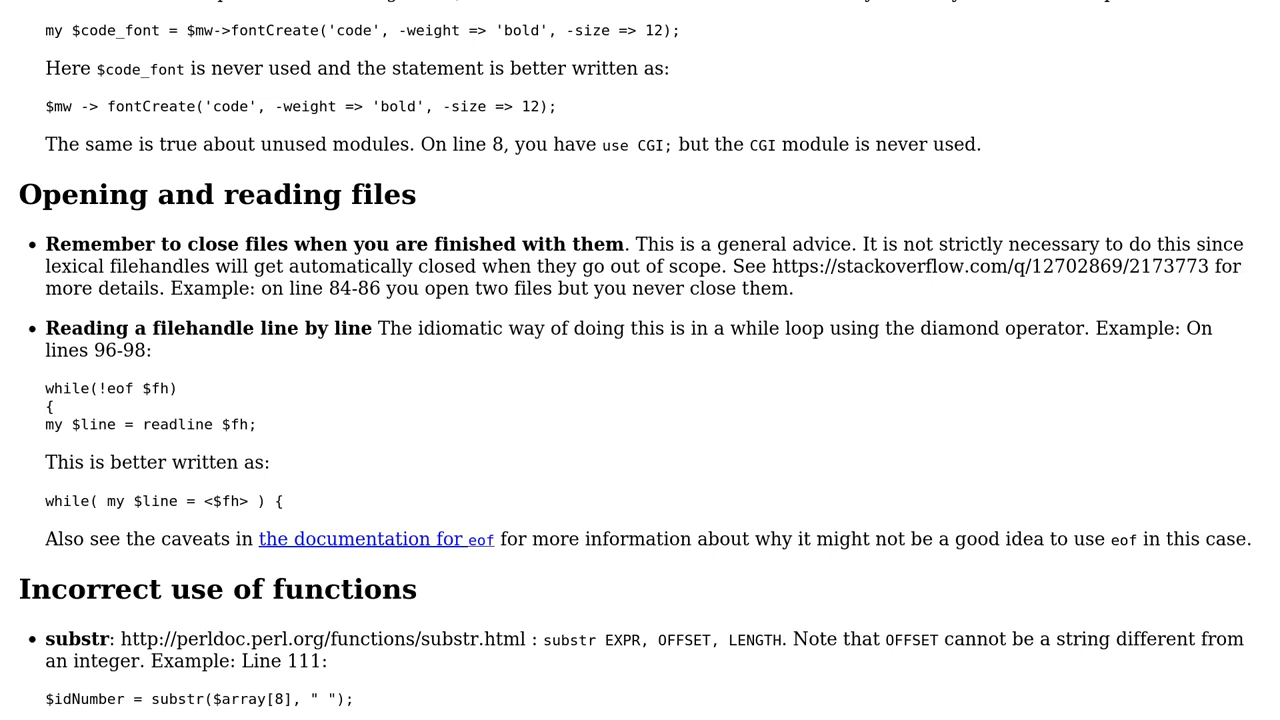 my $code_font = $mw->fontCreate('code', -weight => 'bold', -size => 12);
Here $code_font is never used and the statement is better written as:
$mw -> fontCreate('code', -weight => 'bold', -size => 12);
The same is true about unused modules. On line 8, you have use CGI; but the CGI module is never used.
Opening and reading files
• Remember to close files when you are finished with them. This is a general advice. It is not strictly necessary to do this since
lexical filehandles will get automatically closed when they go out of scope. See https://stackoverflow.com/q/12702869/2173773 for
more details. Example: on line 84-86 you open two files but you never close them.
• Reading a filehandle line by line The idiomatic way of doing this is in a while loop using the diamond operator. Example: On
lines 96-98:
while(!eof $fh)
{
my $line = readline $fh;
This is better written as:
while( my $line = <$fh> ) {
Also see the caveats in the documentation for eof for more information about why it might not be a good idea to use eof in this case.
Incorrect use of functions
• substr: http://perldoc.perl.org/functions/substr.html : substr EXPR, OFFSET, LENGTH. Note that OFFSET cannot be a string different from
an integer. Example: Line 111:
$idNumber = substr($array[8], " ");